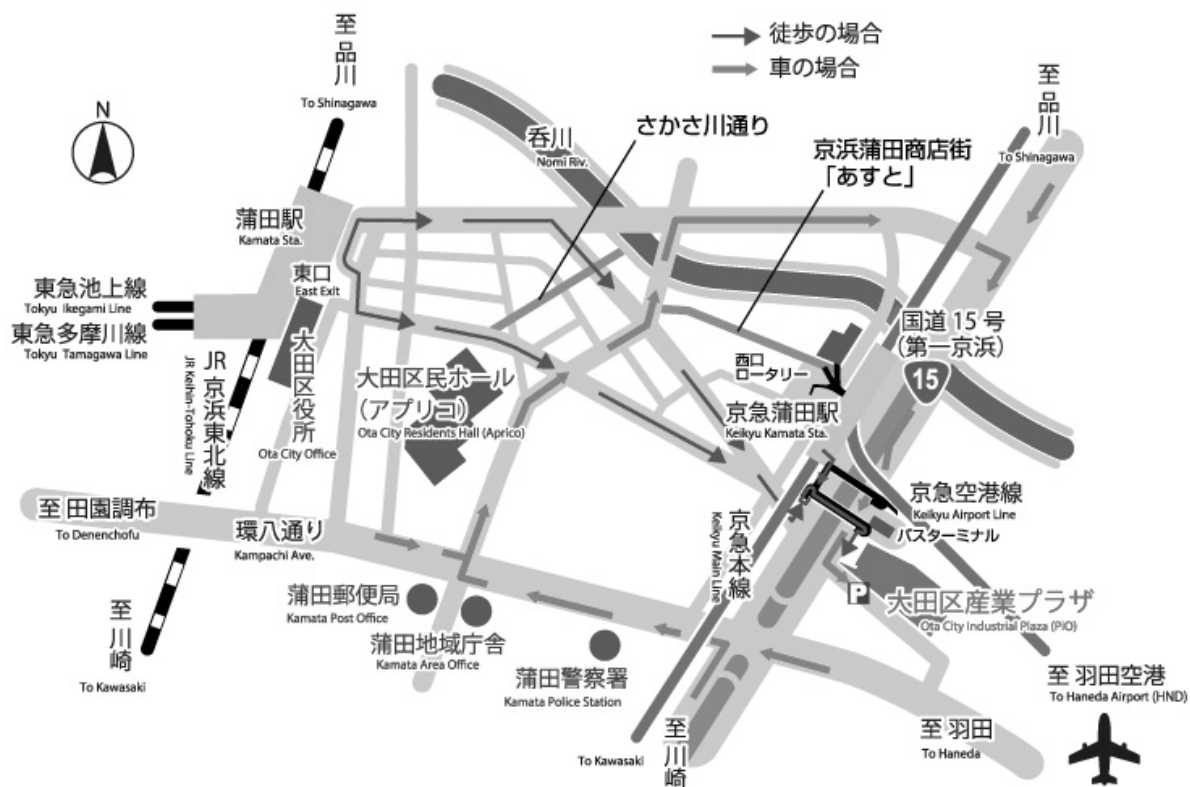 徒歩の場合
車の場合
N
至 品川
To Shinagawa
至 品川
To Shinagawa
呑川
Nomi Riv.
さかさ川通り
京浜蒲田商店街
「あすと」
蒲田駅
Kamata Sta.
東口
East Exit
東急池上線
Tokyu Ikegami Line
東急多摩川線
Tokyu Tamagawa Line
JR京浜東北線
JR Keihin-Tohoku Line
大田区役所
Ota City Office
大田区民ホール
(アプリコ)
Ota City Residents Hall (Aprico)
西口
ロータリー
国道15号
(第一京浜)
15
京急蒲田駅
Keikyu Kamata Sta.
京急空港線
Keikyu Airport Line
バスターミナル
京急本線
Keikyu Main Line
至 田園調布
To Denenchofu
環八通り
Kampachi Ave.
P
大田区産業プラザ
Ota City Industrial Plaza (PiO)
蒲田郵便局
Kamata Post Office
蒲田地域庁舎
Kamata Area Office
蒲田警察署
Kamata Police Station
至 川崎
To Kawasaki
至 川崎
To Kawasaki
至 羽田
To Haneda
至 羽田空港
To Haneda Airport (HND)